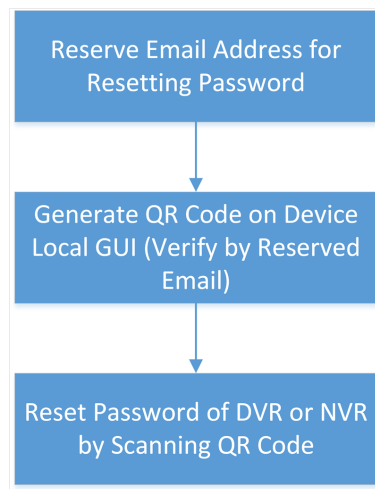 Reserve Email Address for
Resetting Password
Generate QR Code on Device
Local GUI (Verify by Reserved
Email)
Reset Password of DVR or NVR
by Scanning QR Code